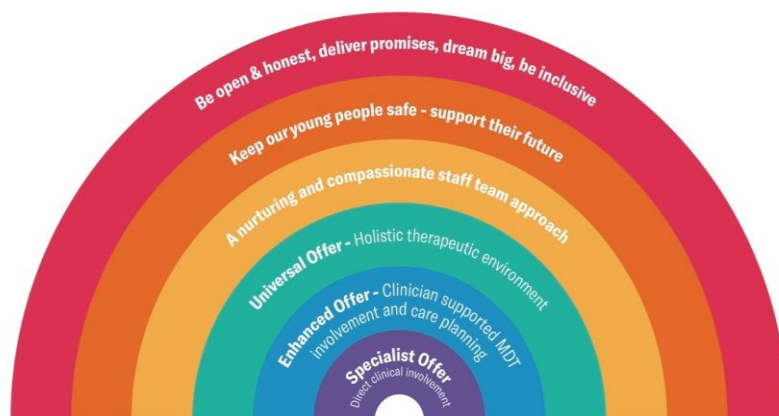 Be open & honest, deliver promises, dream big, be inclusive
Keep our young people safe - support their future
A nurturing and compassionate staff team approach
Universal Offer - Holistic therapeutic environment
Enhanced Offer - Clinician supported MDT
involvement and care planning
Specialist Offer
Direct clinical involvement